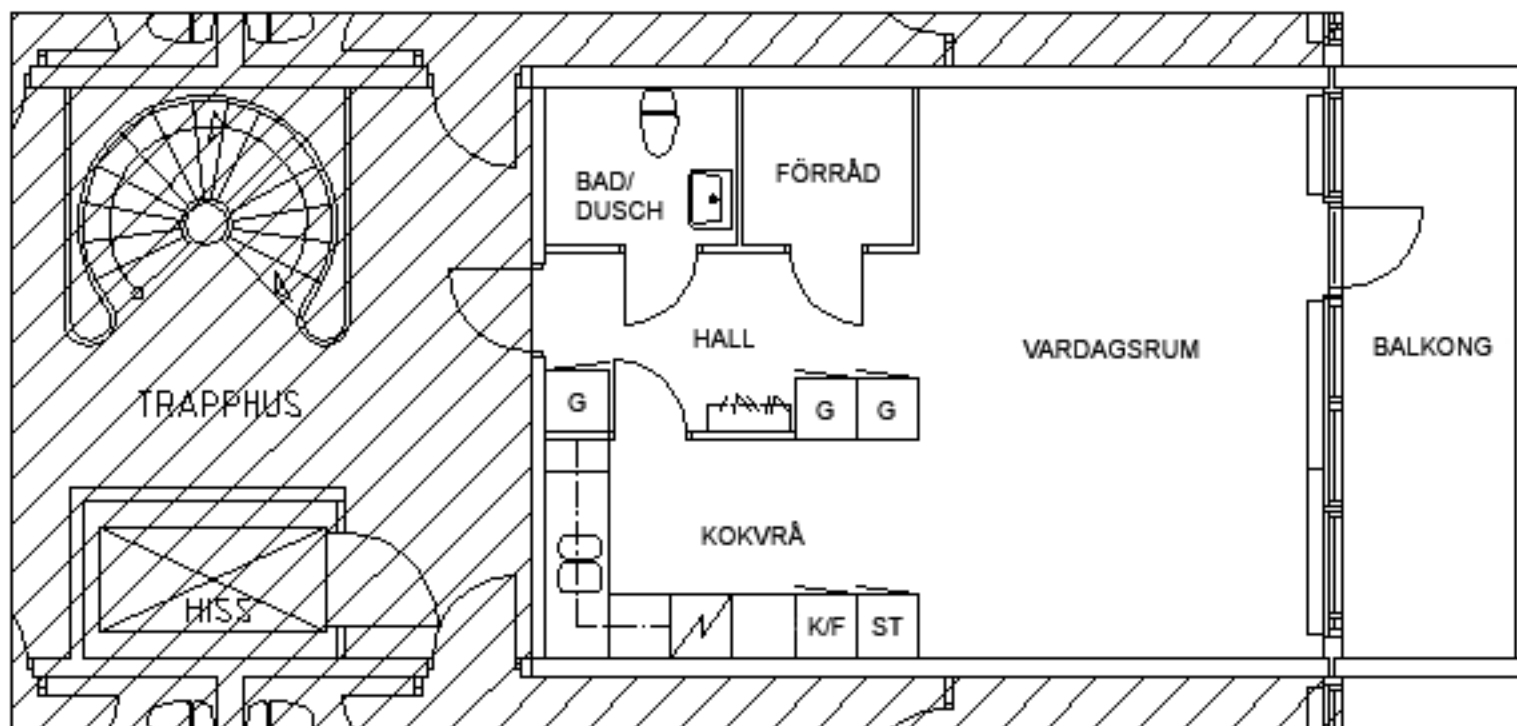 BAD/
DUSCH
FÖRRÅD
HALL
VARDAGSRUM
BALKONG
TRAPPHUS
G
G
G
KOKVRÅ
HISS
K/F
ST